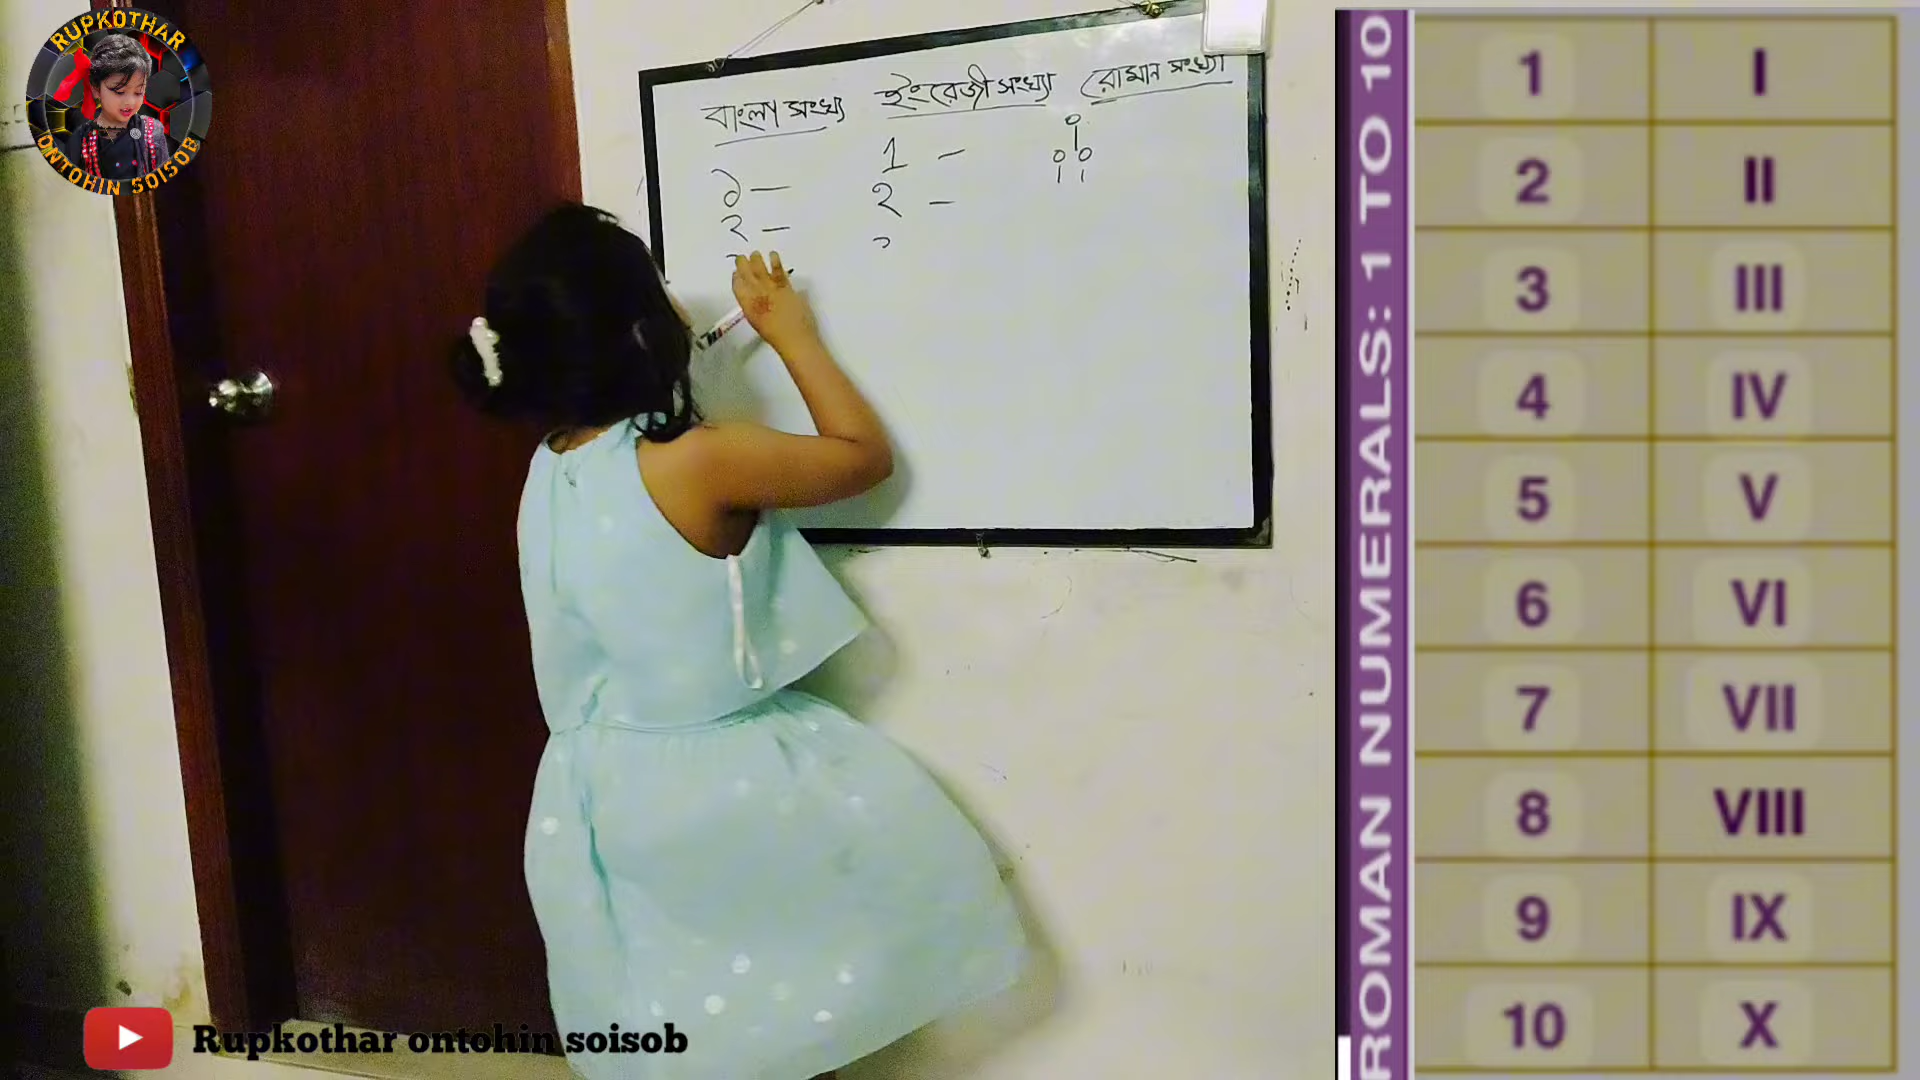 RUPKOTHAR
ONTOHIN SOISOB
বাংলা সংখ্য ইংরেজী সংখ্যা রোমান সংখ্যা
১ — 1 —
২ — 2 —
Rupkothar ontohin soisob
ROMAN NUMERALS: 1 TO 10
1 I
2 II
3 III
4 IV
5 V
6 VI
7 VII
8 VIII
9 IX
10 X